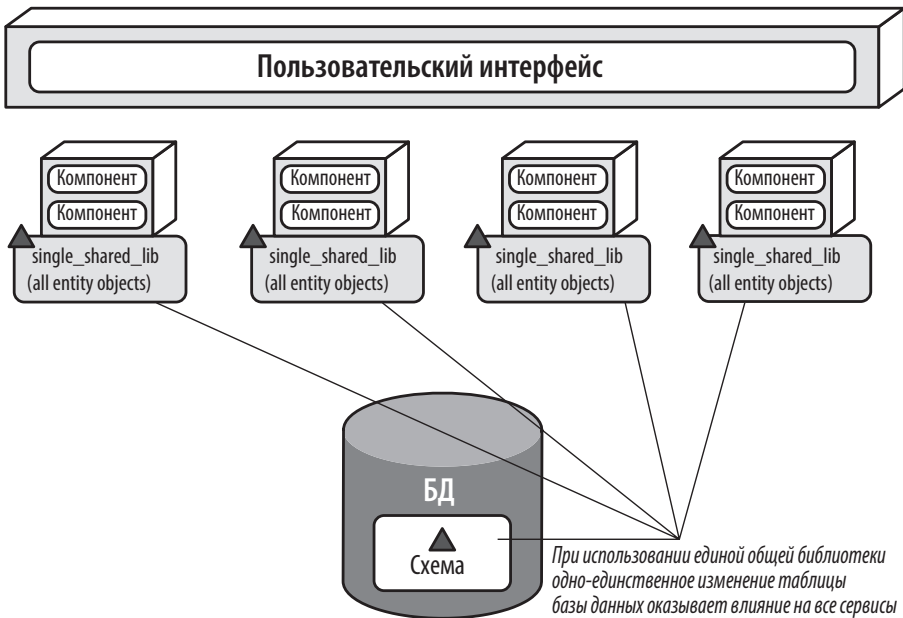 Пользовательский интерфейс
Компонент
Компонент
single_shared_lib
(all entity objects)
Компонент
Компонент
single_shared_lib
(all entity objects)
Компонент
Компонент
single_shared_lib
(all entity objects)
Компонент
Компонент
single_shared_lib
(all entity objects)
БД
Схема
При использовании единой общей библиотеки
одно-единственное изменение таблицы
базы данных оказывает влияние на все сервисы